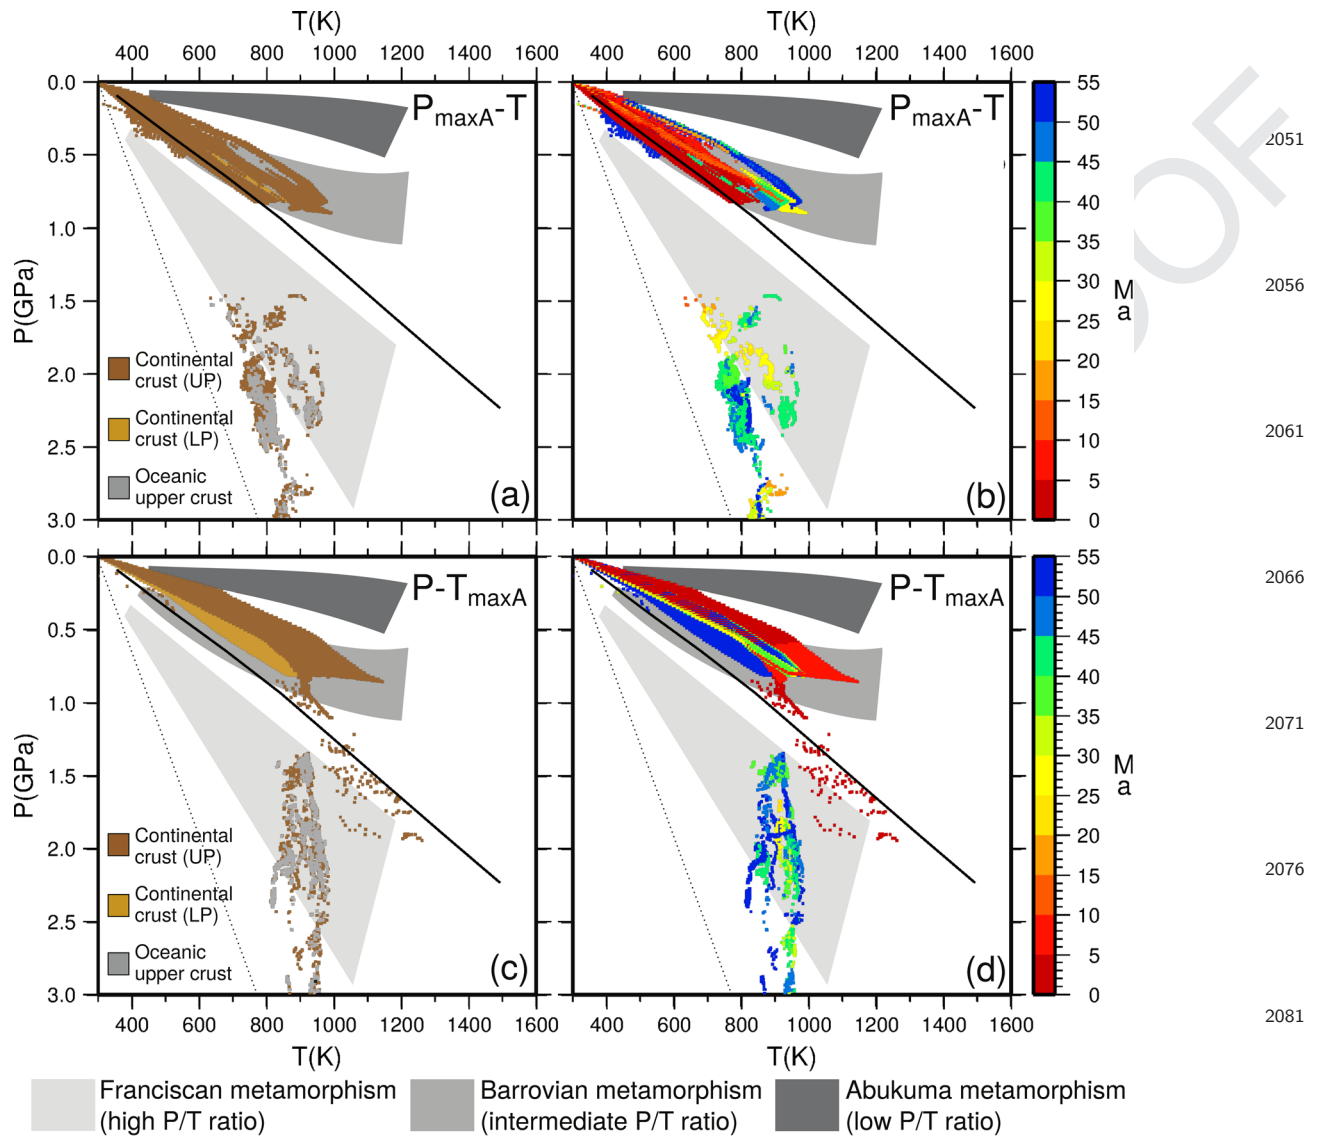 T(K) T(K)
400 600 800 1000 1200 1400 1600 400 600 800 1000 1200 1400 1600
0.0
0.5
1.0
1.5
2.0
2.5
3.0
P(GPa)
PmaxA-T
Continental
crust (UP)
Continental
crust (LP)
Oceanic
upper crust
(a)
PmaxA-T
(b)
55
50
45
40
35
30
25
20
15
10
5
0
M
a
0.0
0.5
1.0
1.5
2.0
2.5
3.0
P(GPa)
P-TmaxA
Continental
crust (UP)
Continental
crust (LP)
Oceanic
upper crust
(c)
P-TmaxA
(d)
55
50
45
40
35
30
25
20
15
10
5
0
M
a
400 600 800 1000 1200 1400 1600 400 600 800 1000 1200 1400 1600
T(K) T(K)
Franciscan metamorphism
(high P/T ratio)
Barrovian metamorphism
(intermediate P/T ratio)
Abukuma metamorphism
(low P/T ratio)
OF
2051
2056
2061
2066
2071
2076
2081